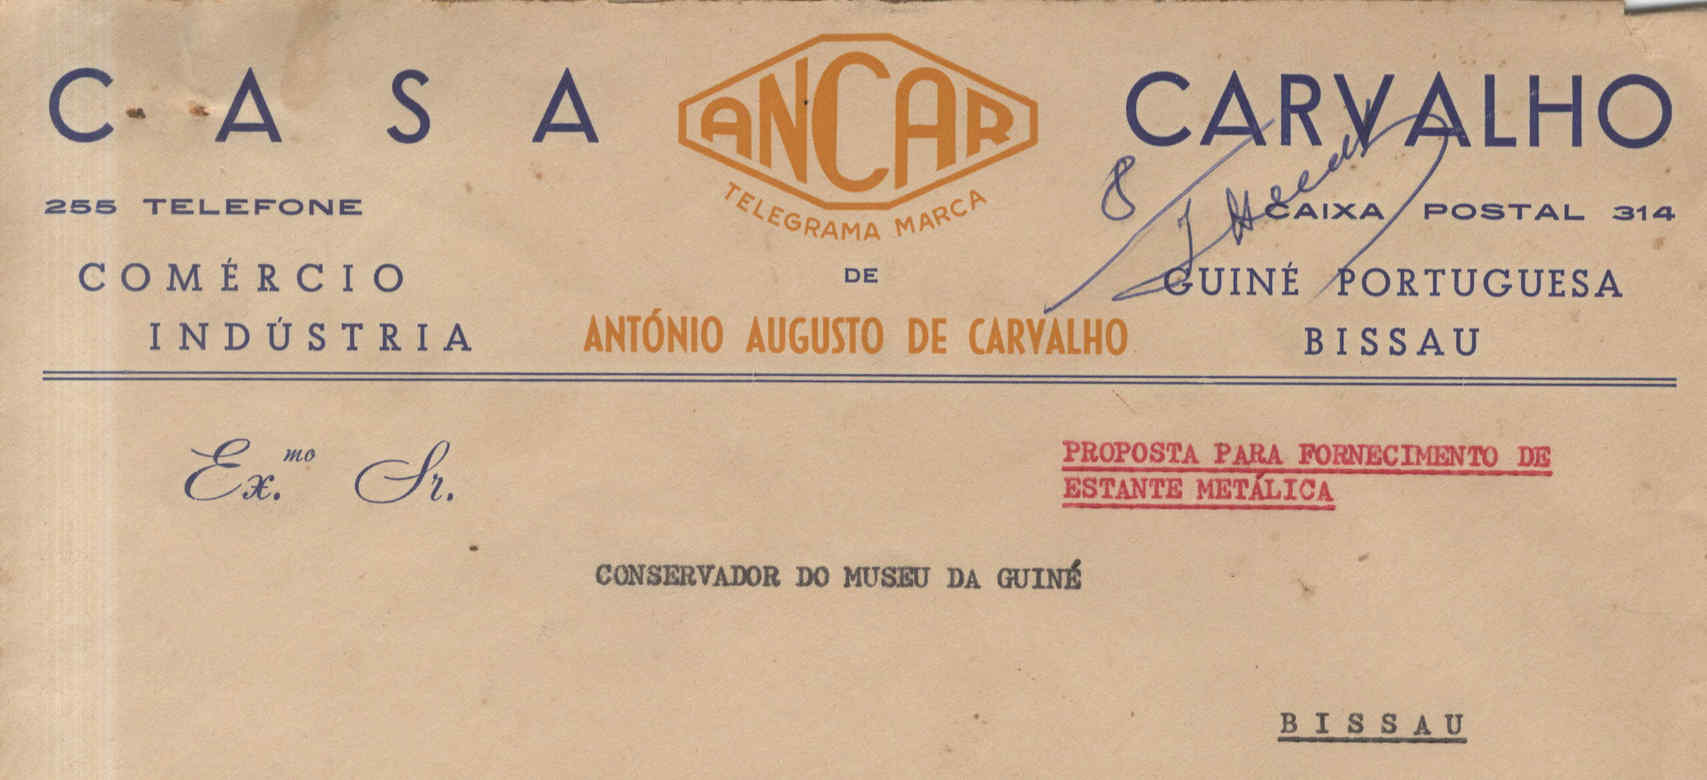 CASA ANCAR CARVALHO
TELEGRAMA MARCA
255 TELEFONE
CAIXA POSTAL 314
COMÉRCIO
INDÚSTRIA
DE
ANTÓNIO AUGUSTO DE CARVALHO
GUINÉ PORTUGUESA
BISSAU
Ex.mo Sr.
PROPOSTA PARA FORNECIMENTO DE
ESTANTE METÁLICA
CONSERVADOR DO MUSEU DA GUINÉ
BISSAU